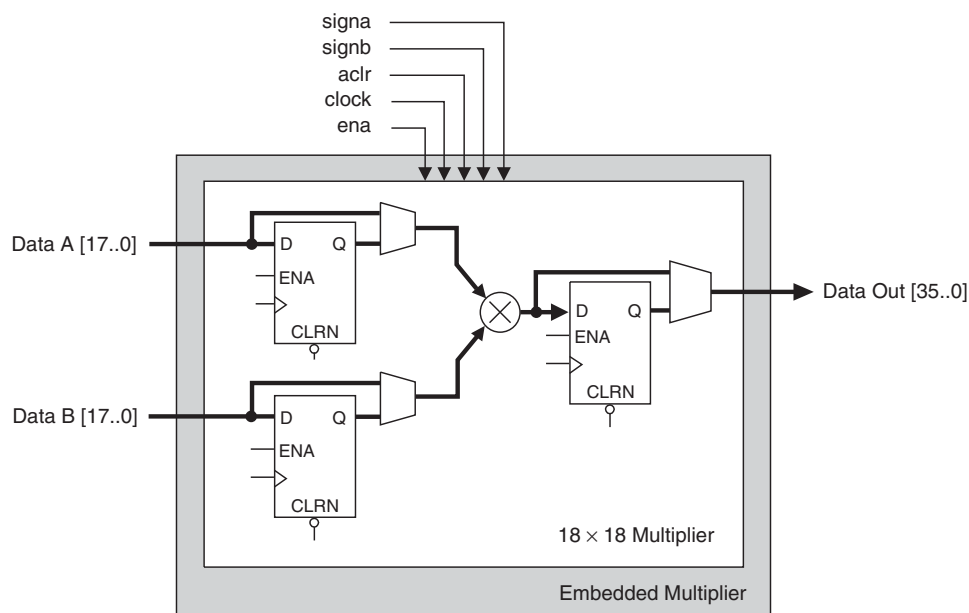 signa
signb
aclr
clock
ena
Data A [17..0]
D Q
ENA
CLRN
Data B [17..0]
D Q
ENA
CLRN
D Q
ENA
CLRN
Data Out [35..0]
18 × 18 Multiplier
Embedded Multiplier